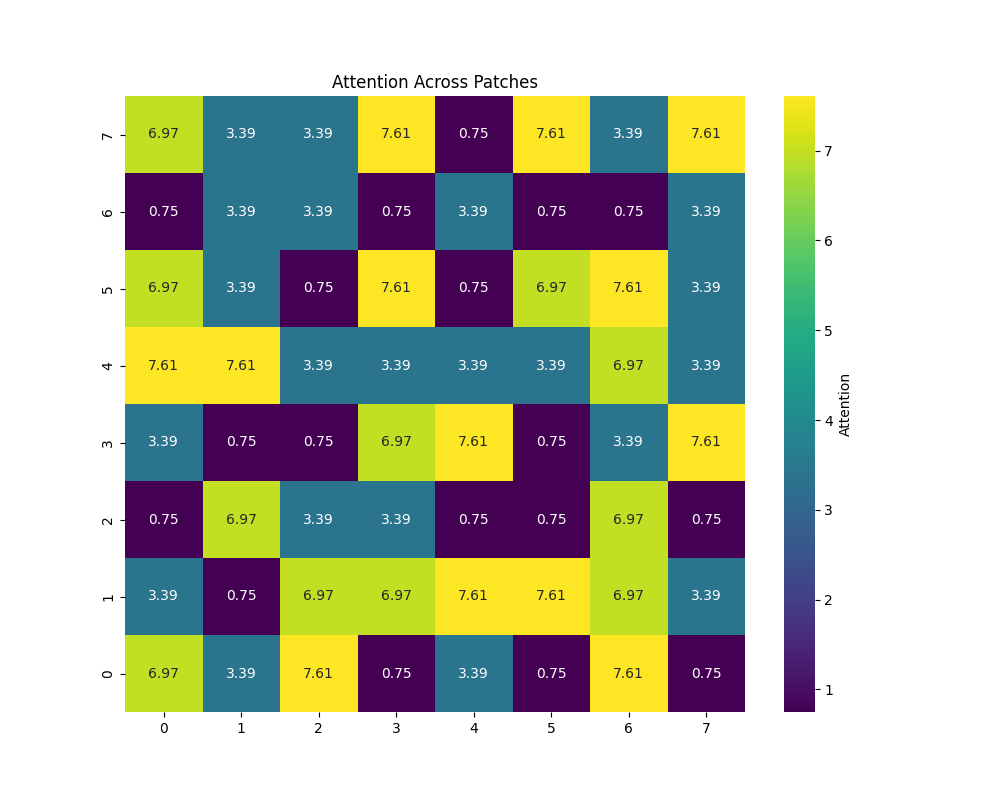 Attention Across Patches
7 6.97 3.39 3.39 7.61 0.75 7.61 3.39 7.61
6 0.75 3.39 3.39 0.75 3.39 0.75 0.75 3.39
5 6.97 3.39 0.75 7.61 0.75 6.97 7.61 3.39
4 7.61 7.61 3.39 3.39 3.39 3.39 6.97 3.39
3 3.39 0.75 0.75 6.97 7.61 0.75 3.39 7.61
2 0.75 6.97 3.39 3.39 0.75 0.75 6.97 0.75
1 3.39 0.75 6.97 6.97 7.61 7.61 6.97 3.39
0 6.97 3.39 7.61 0.75 3.39 0.75 7.61 0.75
0 1 2 3 4 5 6 7
7
6
5
4
3
2
1
Attention